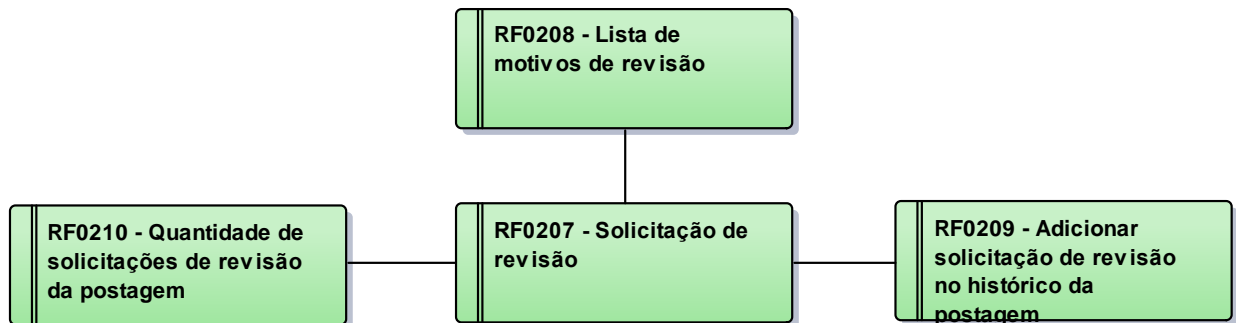 RF0208 - Lista de
motivos de revisão
RF0210 - Quantidade de
solicitações de revisão
da postagem
RF0207 - Solicitação de
revisão
RF0209 - Adicionar
solicitação de revisão
no histórico da
postagem